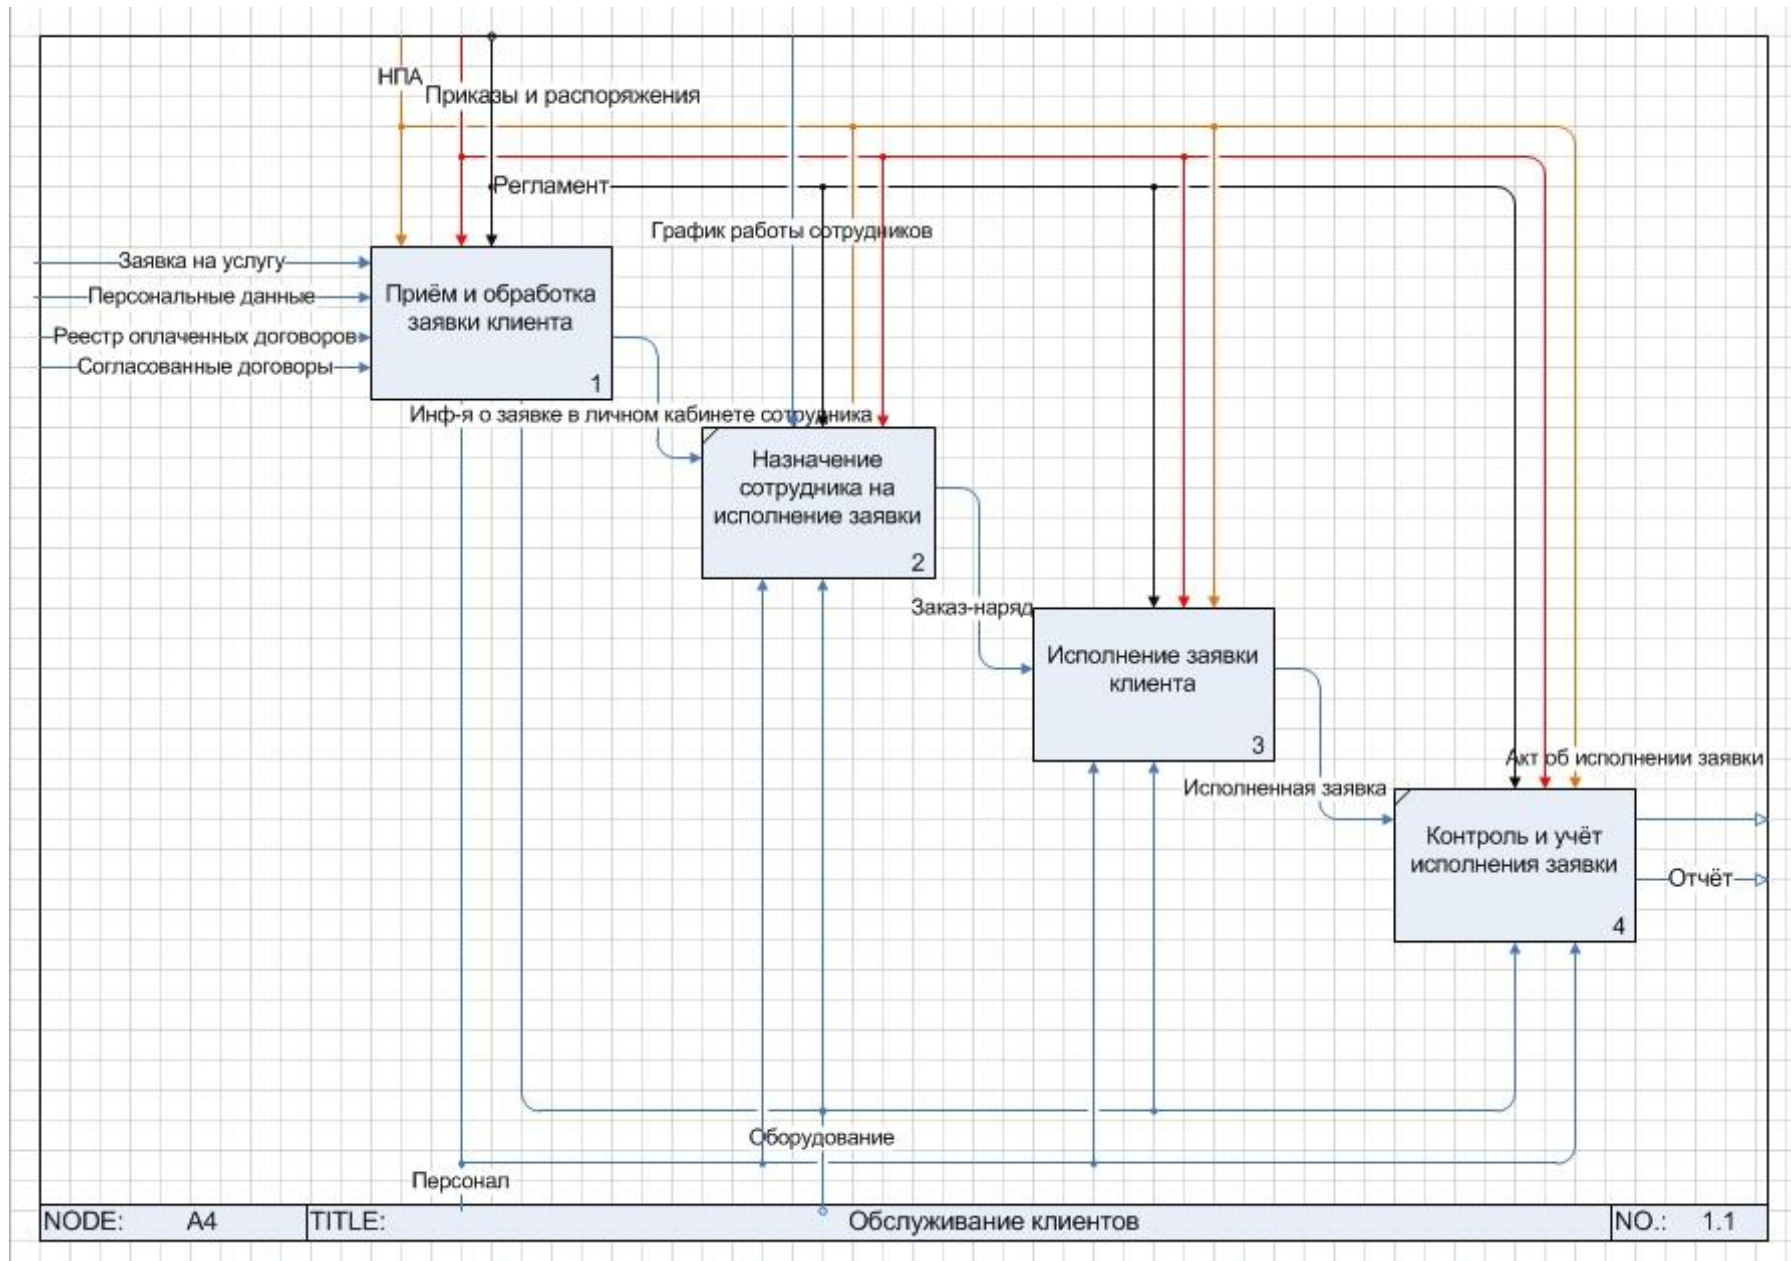 НПА
Приказы и распоряжения
Регламент
График работы сотрудников
Заявка на услугу
Персональные данные
Реестр оплаченных договоров
Согласованные договоры
Приём и обработка
заявки клиента
1
Инф-я о заявке в личном кабинете сотрудника
Назначение
сотрудника на
исполнение заявки
2
Заказ-наряд
Исполнение заявки
клиента
3
Исполненная заявка
Акт об исполнении заявки
Контроль и учёт
исполнения заявки
4
Отчёт
Оборудование
Персонал
NODE: A4 TITLE: Обслуживание клиентов NO.: 1.1